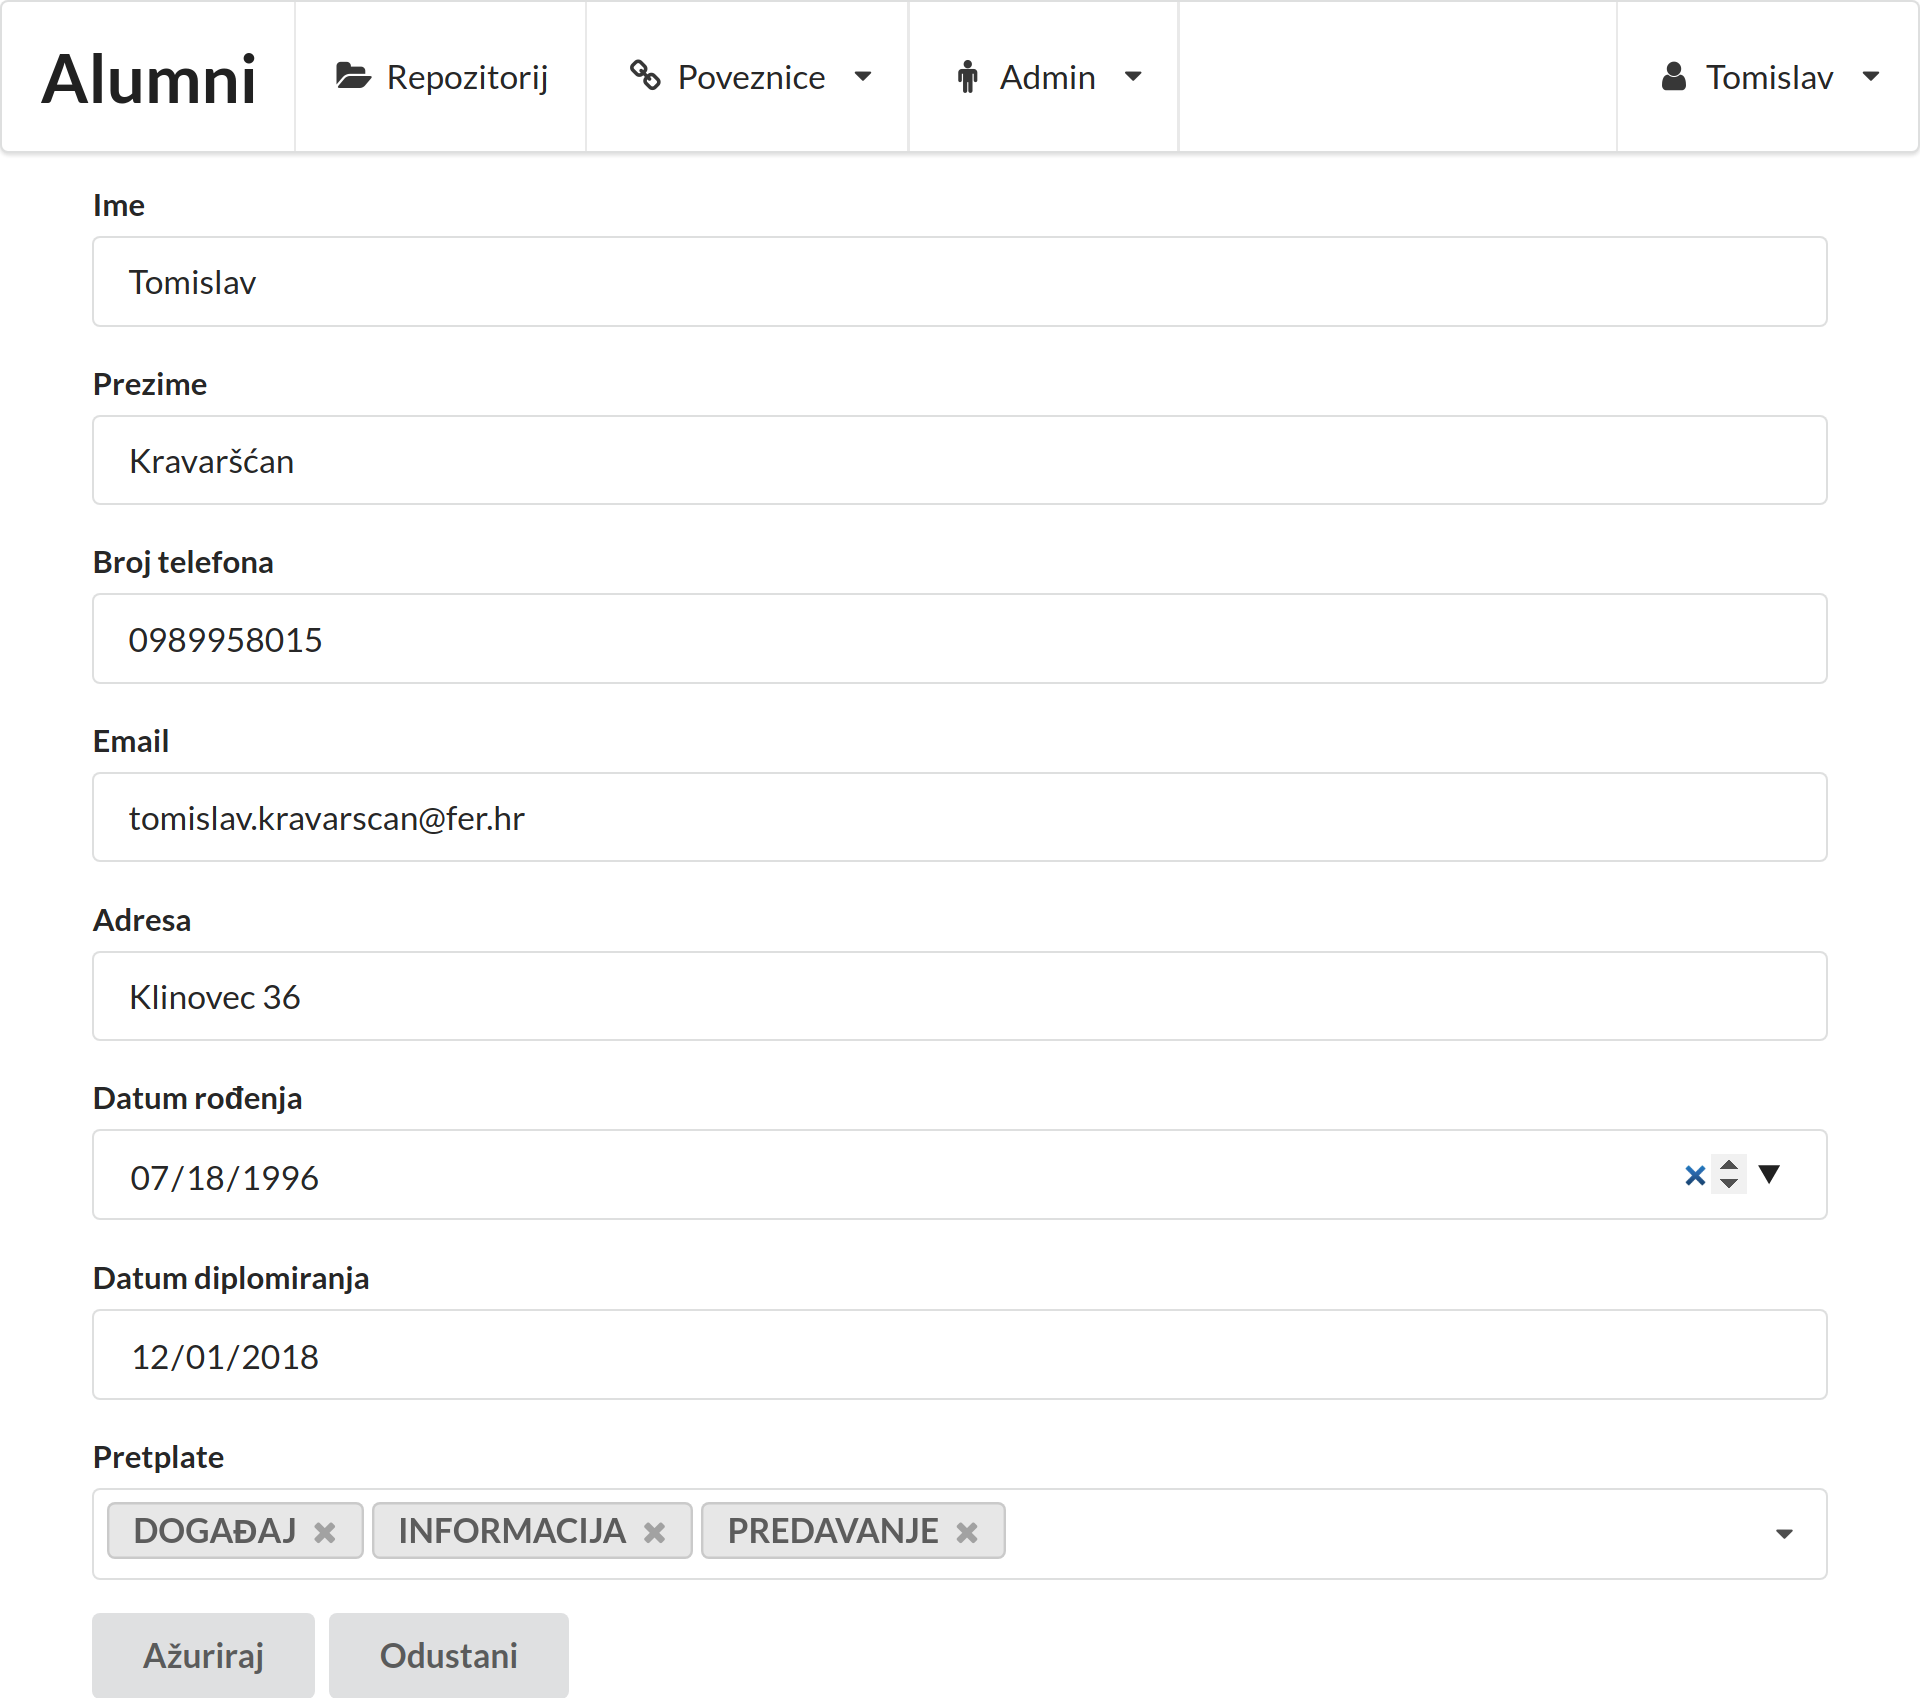 Alumni Repozitorij Poveznice Admin Tomislav
Ime
Tomislav
Prezime
Kravaršćan
Broj telefona
0989958015
Email
tomislav.kravarscan@fer.hr
Adresa
Klinovec 36
Datum rođenja
07/18/1996
Datum diplomiranja
12/01/2018
Pretplate
DOGAĐAJ INFORMACIJA PREDAVANJE
Ažuriraj Odustani